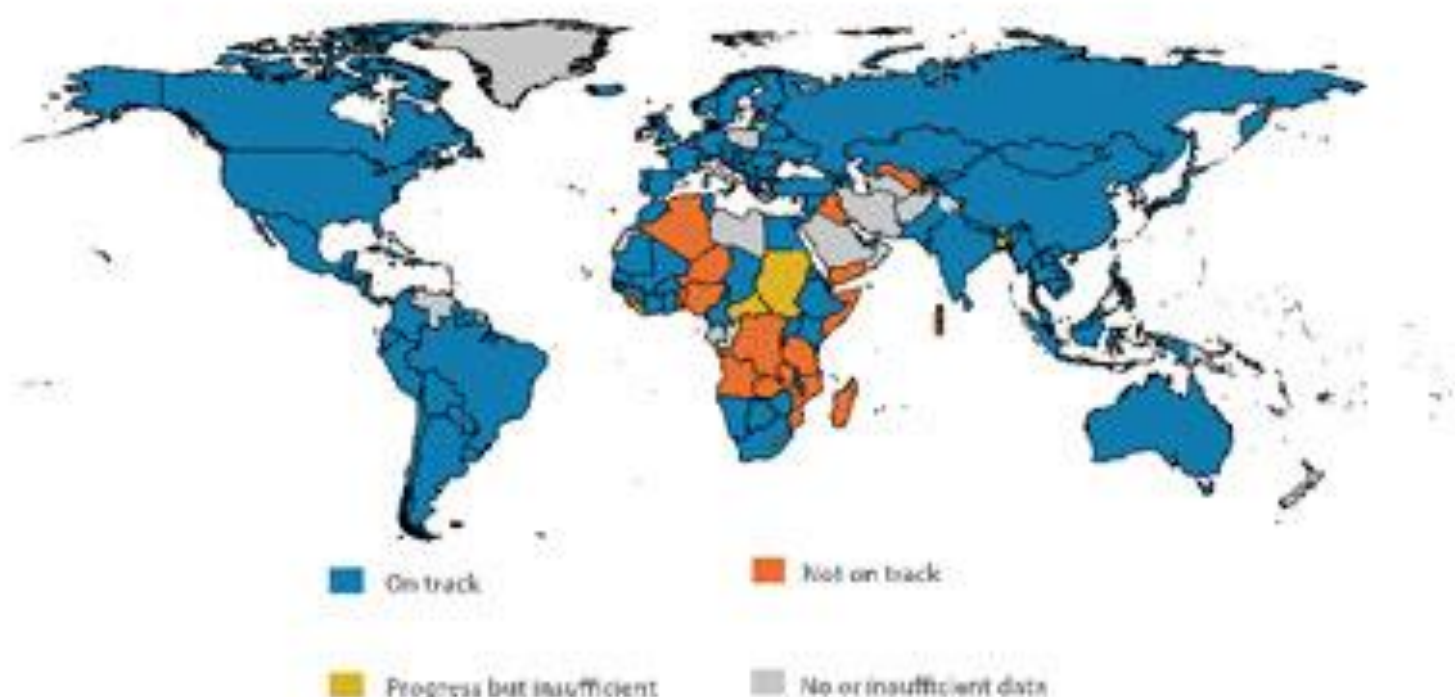 On track
Not on track
Progress but insufficient
No or insufficient data